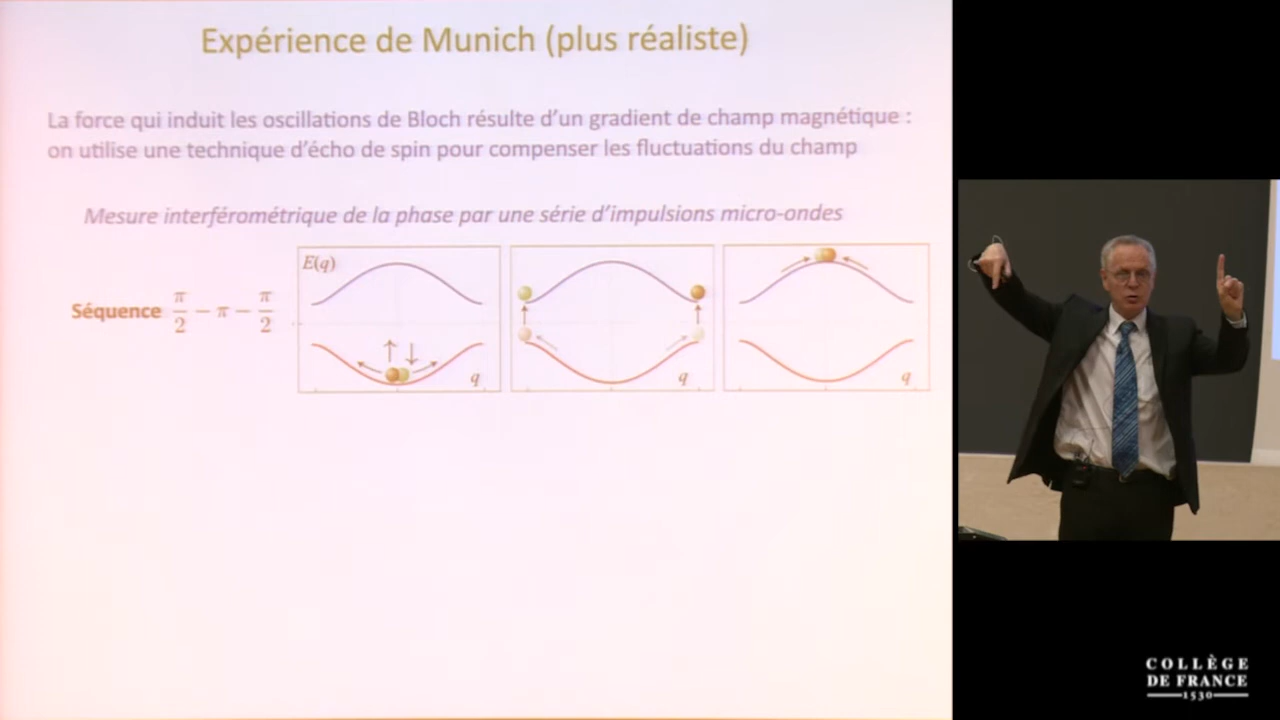 Expérience de Munich (plus réaliste)
La force qui induit les oscillations de Bloch résulte d'un gradient de champ magnétique :
on utilise une technique d'écho de spin pour compenser les fluctuations du champ
Mesure interférométrique de la phase par une série d'impulsions micro-ondes
Séquence π/2 − π − π/2
E(q)
↑ ↓
q
q
q
COLLÈGE
DE FRANCE
1530